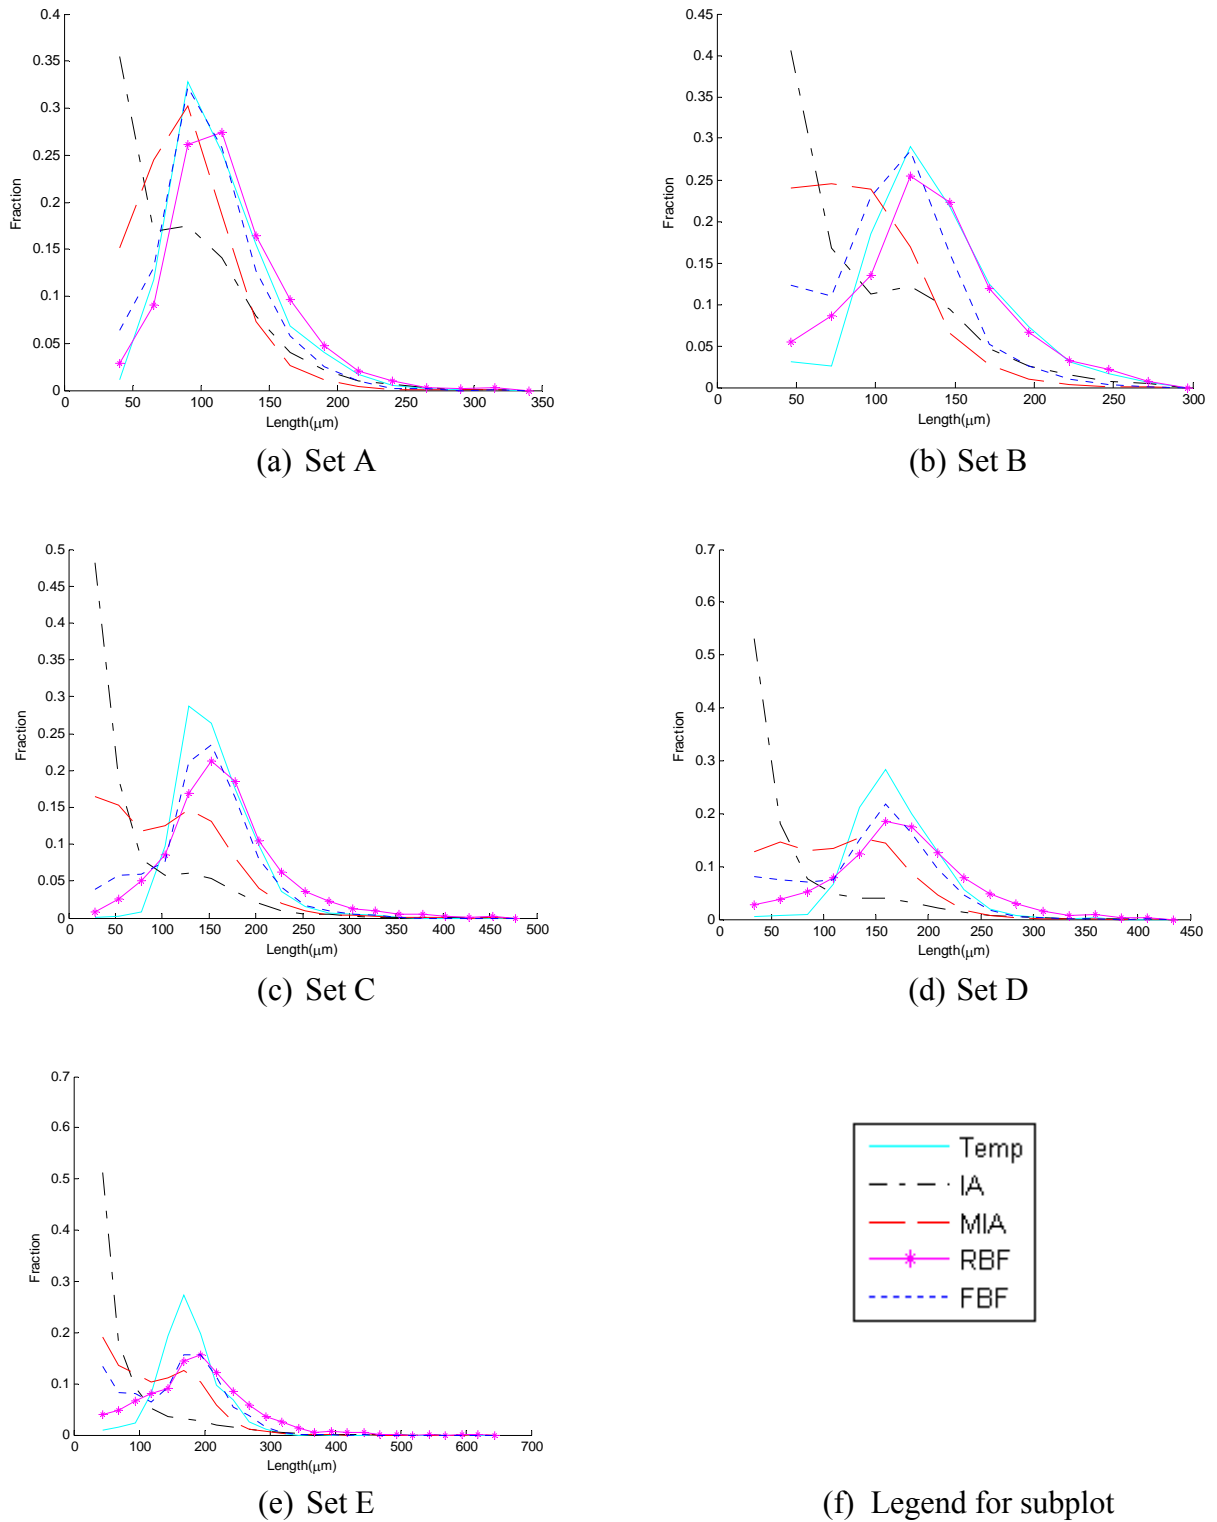 0.4
0.35
0.3
0.25
0.2
0.15
0.1
0.05
0
Fraction
0 50 100 150 200 250 300 350
Length(μm)
(a) Set A
0.45
0.4
0.35
0.3
0.25
0.2
0.15
0.1
0.05
0
Fraction
0 50 100 150 200 250 300
Length(μm)
(b) Set B
0.5
0.45
0.4
0.35
0.3
0.25
0.2
0.15
0.1
0.05
0
Fraction
0 50 100 150 200 250 300 350 400 450 500
Length(μm)
(c) Set C
0.7
0.6
0.5
0.4
0.3
0.2
0.1
0
Fraction
0 50 100 150 200 250 300 350 400 450
Length(μm)
(d) Set D
0.7
0.6
0.5
0.4
0.3
0.2
0.1
0
Fraction
0 100 200 300 400 500 600 700
Length(μm)
(e) Set E
Temp
IA
MIA
RBF
FBF
(f) Legend for subplot